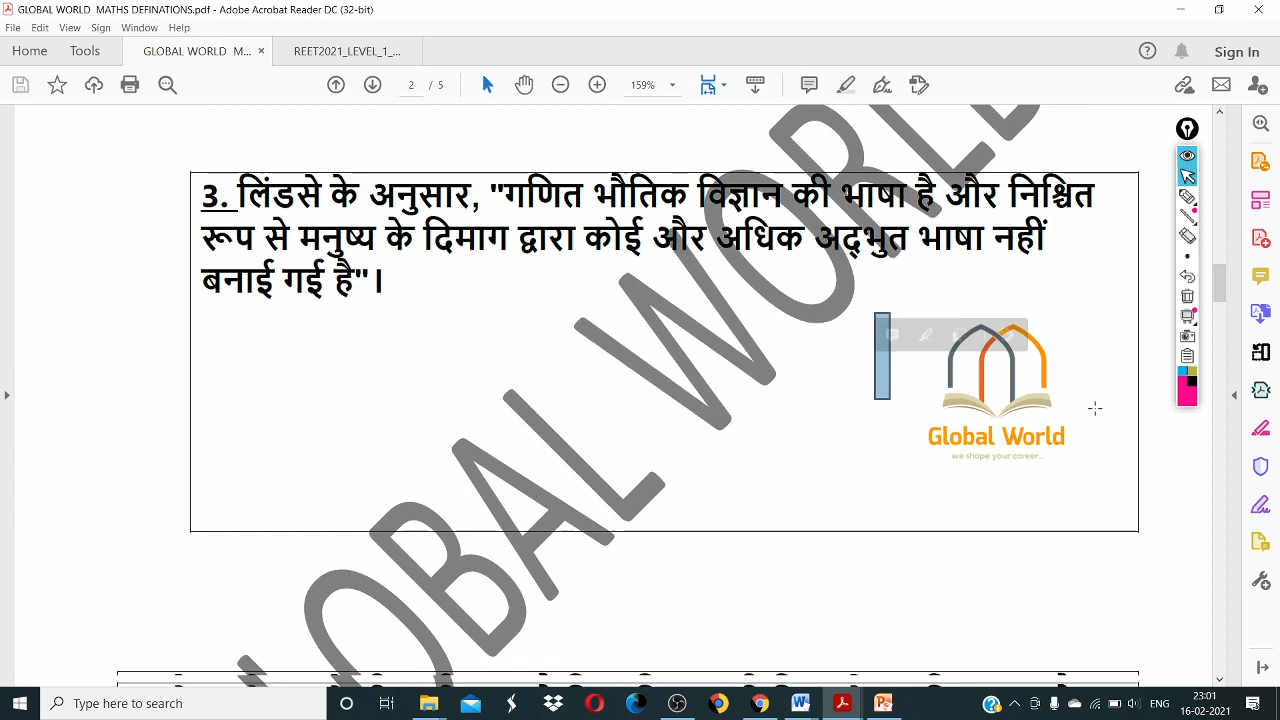 GLOBAL WORLD MATHS DEFINATIONS.pdf - Adobe Acrobat Reader DC (32-bit)
File Edit View Sign Window Help
Home Tools GLOBAL WORLD M... × REET2021_LEVEL_1_... Sign In
2 / 5 159%
3. लिंडसे के अनुसार, "गणित भौतिक विज्ञान की भाषा है और निश्चित
रूप से मनुष्य के दिमाग द्वारा कोई और अधिक अद्भुत भाषा नहीं
बनाई गई है"।
Global World
we shape your career..
GLOBAL WORLD
Type here to search
ENG
23:01
16-02-2021